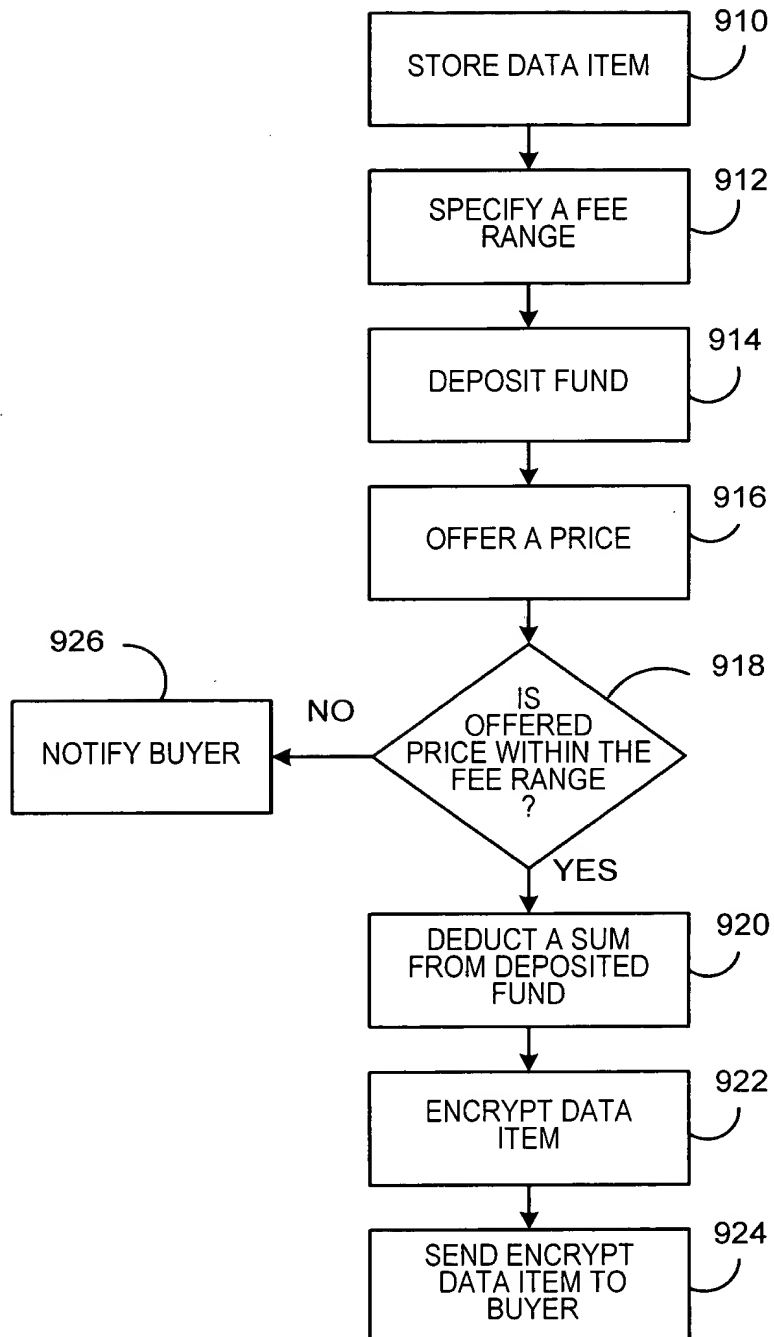 910
STORE DATA ITEM
912
SPECIFY A FEE
RANGE
914
DEPOSIT FUND
916
OFFER A PRICE
926
918
IS
OFFERED
PRICE WITHIN THE
FEE RANGE
?
NO
NOTIFY BUYER
YES
920
DEDUCT A SUM
FROM DEPOSITED
FUND
922
ENCRYPT DATA
ITEM
924
SEND ENCRYPT
DATA ITEM TO
BUYER